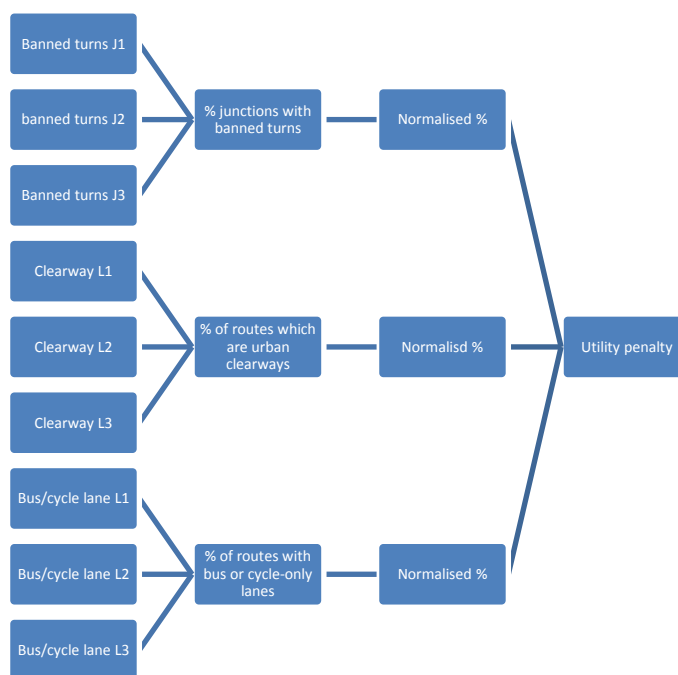 Banned turns J1
banned turns J2
Banned turns J3
% junctions with
banned turns
Normalised %
Clearway L1
Clearway L2
Clearway L3
% of routes which
are urban
clearways
Normalisd %
Utility penalty
Bus/cycle lane L1
Bus/cycle lane L2
Bus/cycle lane L3
% of routes with
bus or cycle-only
lanes
Normalised %